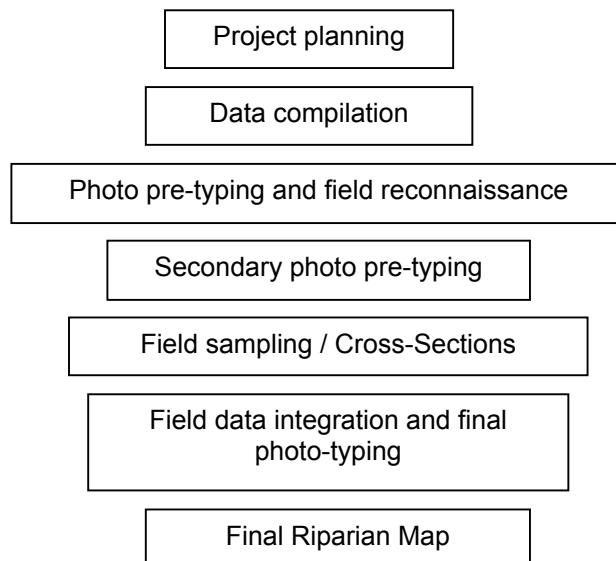 Project planning
Data compilation
Photo pre-typing and field reconnaissance
Secondary photo pre-typing
Field sampling / Cross-Sections
Field data integration and final
photo-typing
Final Riparian Map